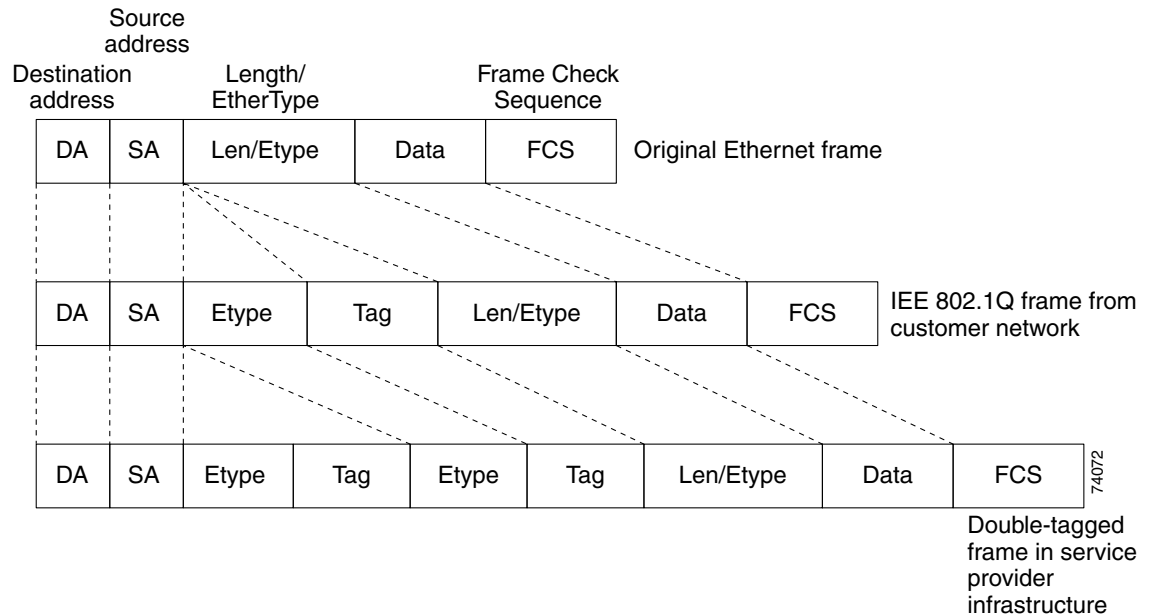 Source
address
Destination
address
Length/
EtherType
Frame Check
Sequence
DA SA Len/Etype Data FCS Original Ethernet frame
DA SA Etype Tag Len/Etype Data FCS
IEE 802.1Q frame from
customer network
DA SA Etype Tag Etype Tag Len/Etype Data FCS
74072
Double-tagged
frame in service
provider
infrastructure